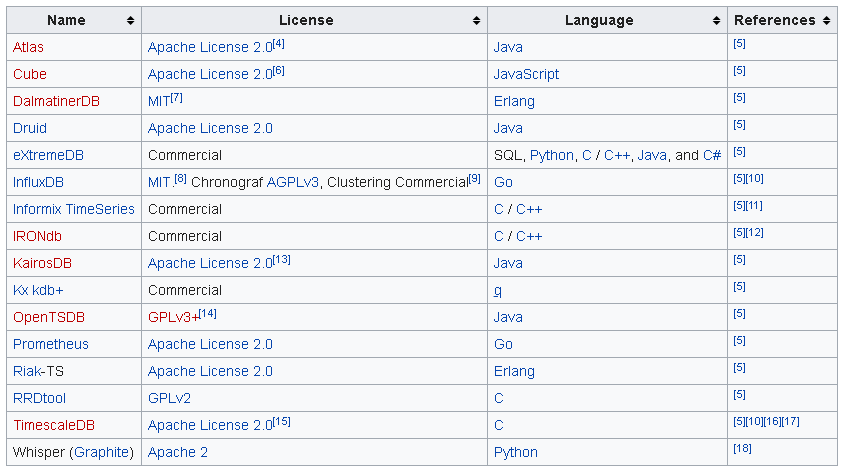 Name License Language References
Atlas Apache License 2.0[4] Java [5]
Cube Apache License 2.0[6] JavaScript [5]
DalmatinerDB MIT[7] Erlang [5]
Druid Apache License 2.0 Java [5]
eXtremeDB Commercial SQL, Python, C / C++, Java, and C# [5]
InfluxDB MIT.[8] Chronograf AGPLv3, Clustering Commercial[9] Go [5][10]
Informix TimeSeries Commercial C / C++ [5][11]
IRONdb Commercial C / C++ [5][12]
KairosDB Apache License 2.0[13] Java [5]
Kx kdb+ Commercial q [5]
OpenTSDB GPLv3+[14] Java [5]
Prometheus Apache License 2.0 Go [5]
Riak-TS Apache License 2.0 Erlang [5]
RRDtool GPLv2 C [5]
TimescaleDB Apache License 2.0[15] C [5][10][16][17]
Whisper (Graphite) Apache 2 Python [18]